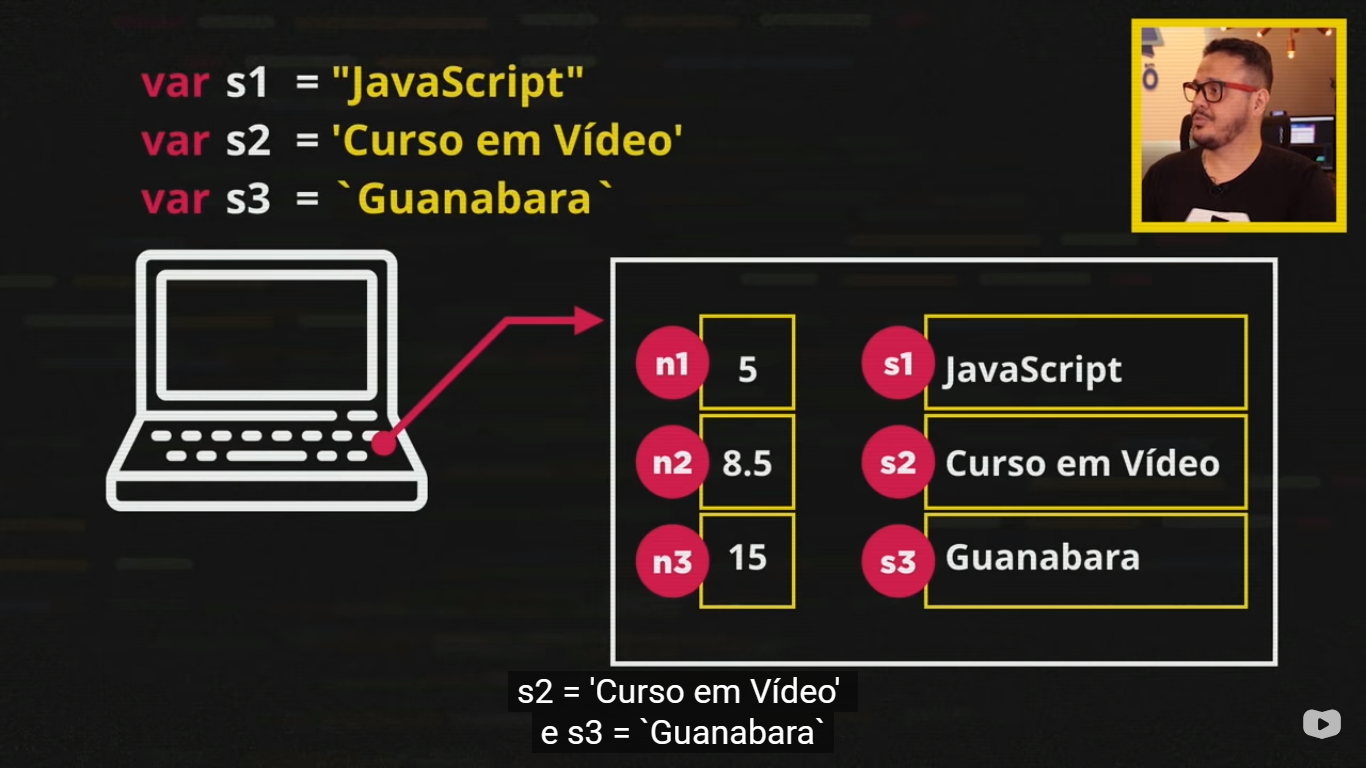 var s1 = "JavaScript"
var s2 = 'Curso em Vídeo'
var s3 = `Guanabara`
n1 5 s1 JavaScript
n2 8.5 s2 Curso em Vídeo
n3 15 s3 Guanabara
s2 = 'Curso em Vídeo'
e s3 = `Guanabara`